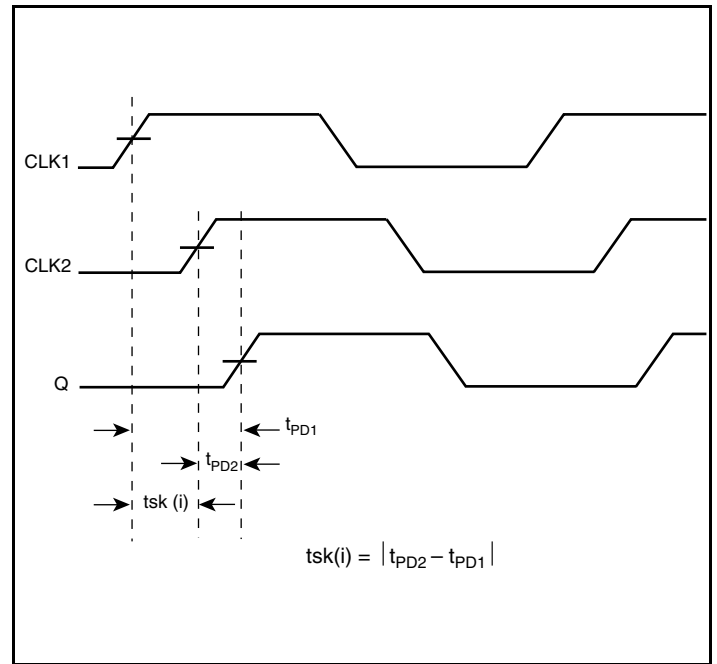 CLK1
CLK2
Q
tPD1
tPD2
tsk (i)
tsk(i) = |tPD2 – tPD1|